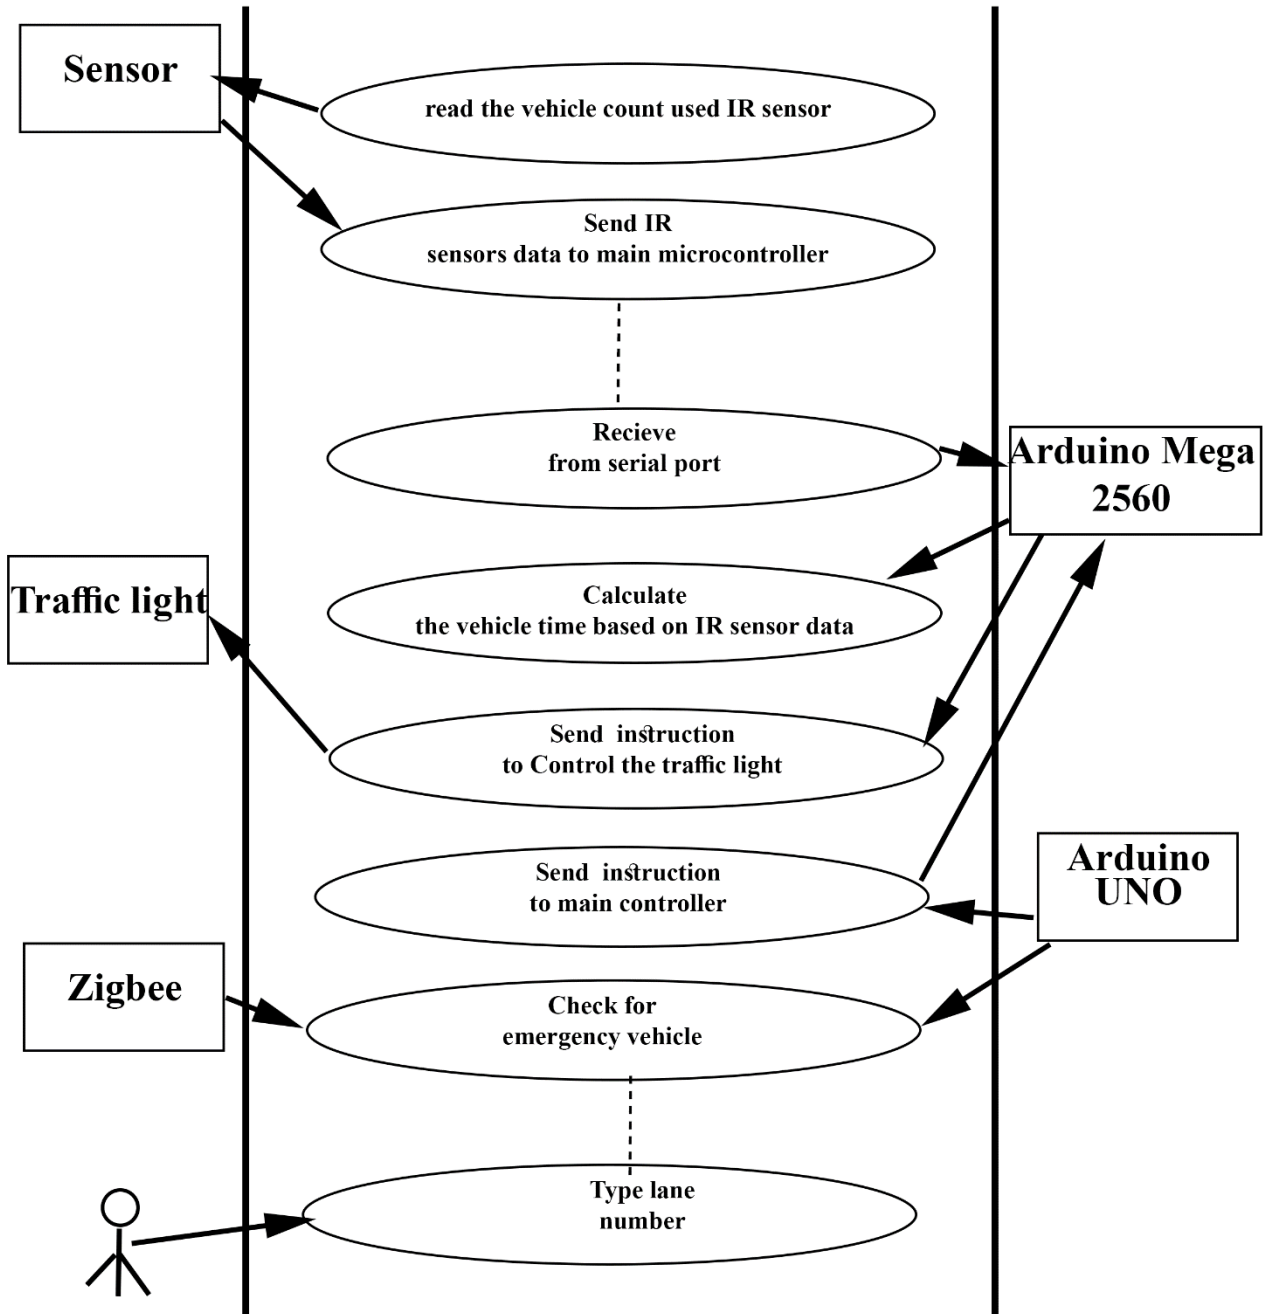 Sensor
read the vehicle count used IR sensor
Send IR
sensors data to main microcontroller
Recieve
from serial port
Arduino Mega
2560
Calculate
the vehicle time based on IR sensor data
Traffic light
Send instruction
to Control the traffic light
Send instruction
to main controller
Arduino
UNO
Zigbee
Check for
emergency vehicle
Type lane
number